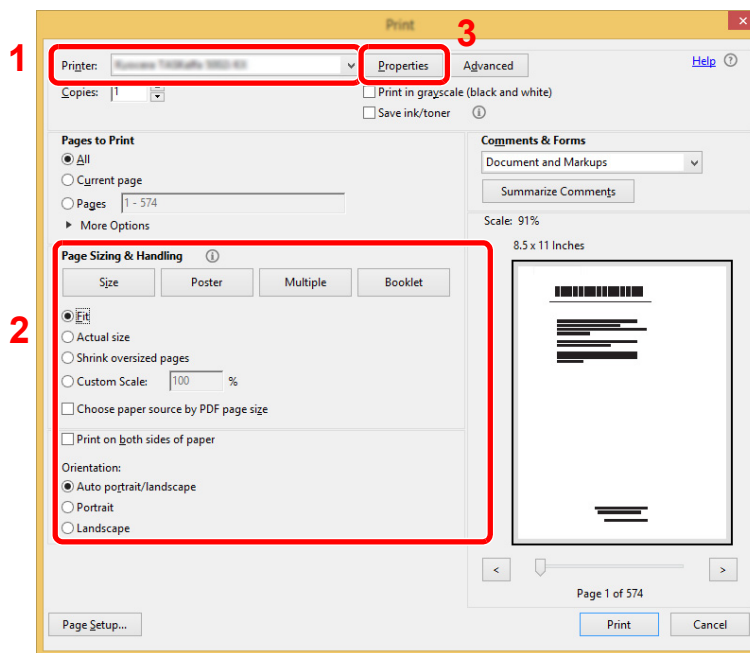 Print
×
1
3
Printer:
Properties
Advanced
Help
Copies: 1
Print in grayscale (black and white)
Save ink/toner
Pages to Print
All
Current page
Pages 1 - 574
More Options
Comments & Forms
Document and Markups
Summarize Comments
Scale: 91%
8.5 x 11 Inches
2
Page Sizing & Handling
Size Poster Multiple Booklet
Fit
Actual size
Shrink oversized pages
Custom Scale: 100 %
Choose paper source by PDF page size
Print on both sides of paper
Orientation:
Auto portrait/landscape
Portrait
Landscape
< >
Page 1 of 574
Page Setup...
Print Cancel